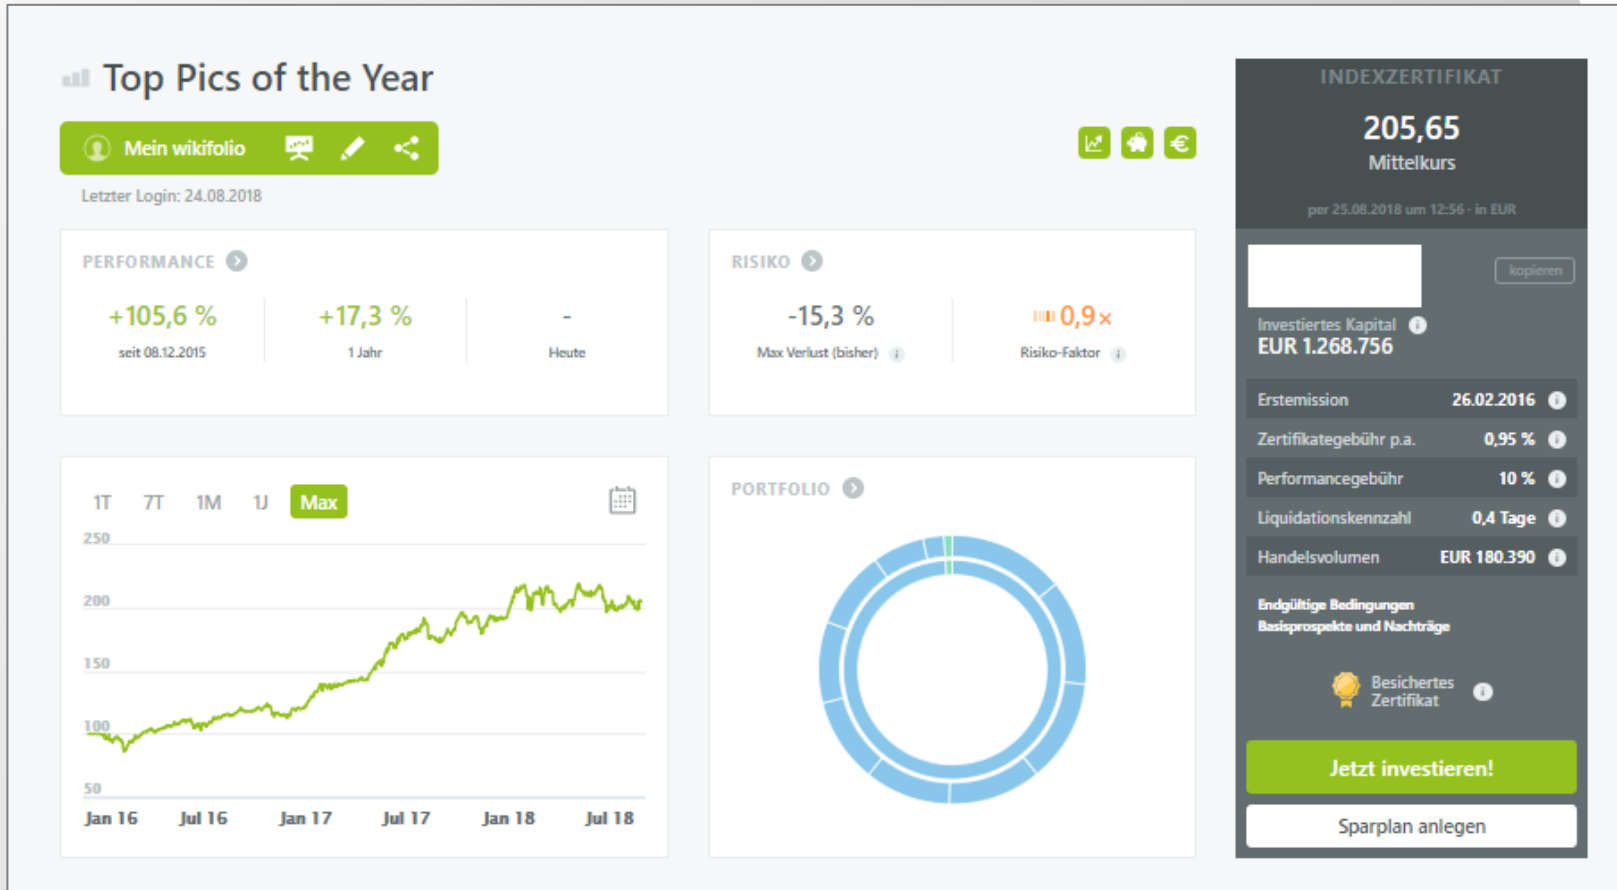 Top Pics of the Year
Mein wikifolio
Letzter Login: 24.08.2018
PERFORMANCE
+105,6 %
seit 08.12.2015
+17,3 %
1 Jahr
-
Heute
RISIKO
-15,3 %
Max Verlust (bisher) i
0,9×
Risiko-Faktor i
1T 7T 1M 1J Max
250
200
150
100
50
Jan 16 Jul 16 Jan 17 Jul 17 Jan 18 Jul 18
PORTFOLIO
INDEXZERTIFIKAT
205,65
Mittelkurs
per 25.08.2018 um 12:56 - in EUR
kopieren
Investiertes Kapital i
EUR 1.268.756
Erstemission 26.02.2016 i
Zertifikategebühr p.a. 0,95 % i
Performancegebühr 10 % i
Liquidationskennzahl 0,4 Tage i
Handelsvolumen EUR 180.390 i
Endgültige Bedingungen
Basisprospekte und Nachträge
Besichertes
Zertifikat i
Jetzt investieren!
Sparplan anlegen